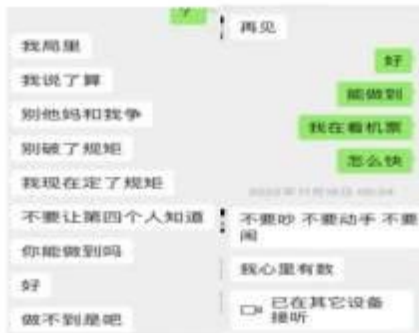 我局里
我说了算
别他妈和我争
别破了规矩
我现在定了规矩
不要让第四个人知道
你能做到吗
好
做不到是吧
再见
好
能做到
我在看机票
怎么快
不要吵 不要动手 不要
闹
我心里有数
已在其它设备
接听